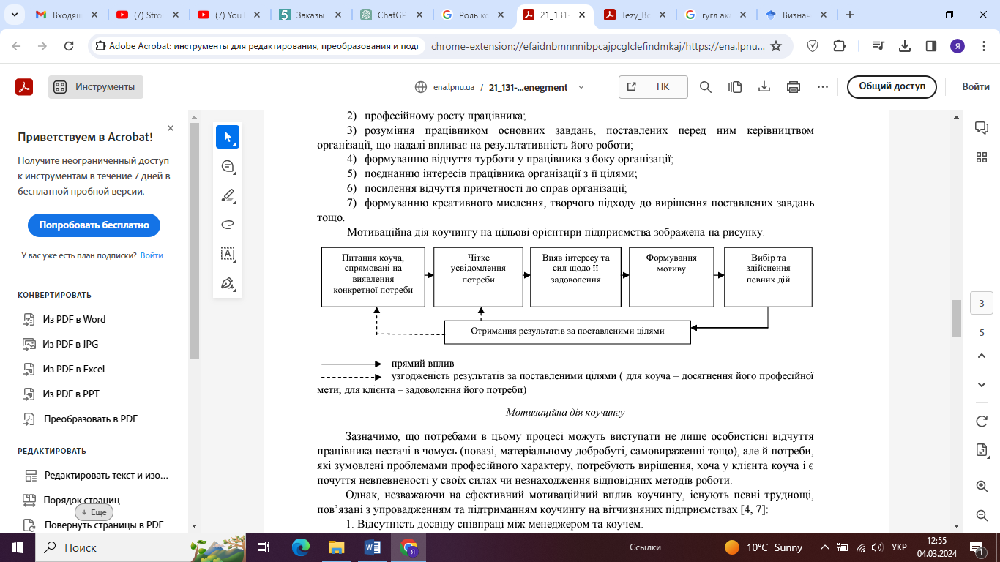 Входящ
(7) Stro
(7) YouT
Заказы
ChatGP
Роль ко
21_131-
Tezy_Bo
гугл ака
Визнач
Adobe Acrobat: инструменты для редактирования, преобразования и подп
chrome-extension://efaidnbmnnnibpcajpcglclefindmkaj/https://ena.lpnu...
Я
Инструменты
ena.lpnu.ua / 21_131-...enegment
ПК
Общий доступ
Войти
Приветствуем в Acrobat!
Получите неограниченный доступ
к инструментам в течение 7 дней в
бесплатной пробной версии.
Попробовать бесплатно
У вас уже есть план подписки? Войти
КОНВЕРТИРОВАТЬ
Из PDF в Word
Из PDF в JPG
Из PDF в Excel
Из PDF в PPT
Преобразовать в PDF
РЕДАКТИРОВАТЬ
Редактировать текст и изо...
Порядок страниц
Еще
Повернуть страницы в PDF
2) професійному росту працівника;
3) розуміння працівником основних завдань, поставлених перед ним керівництвом
організації, що надалі впливає на результативність його роботи;
4) формуванню відчуття турботи у працівника з боку організації;
5) поєднанню інтересів працівника організації з її цілями;
6) посилення відчуття причетності до справ організації;
7) формуванню креативного мислення, творчого підходу до вирішення поставлених завдань
тощо.
Мотиваційна дія коучингу на цільові орієнтири підприємства зображена на рисунку.
Питання коуча,
спрямовані на
виявлення
конкретної потреби
Чітке
усвідомлення
потреби
Вияв інтересу та
сил щодо її
задоволення
Формування
мотиву
Вибір та
здійснення
певних дій
Отримання результатів за поставленими цілями
прямий вплив
узгодженість результатів за поставленими цілями ( для коуча – досягнення його професійної
мети; для клієнта – задоволення його потреби)
Мотиваційна дія коучингу
Зазначимо, що потребами в цьому процесі можуть виступати не лише особистісні відчуття
працівника нестачі в чомусь (повазі, матеріальному добробуті, самовираженні тощо), але й потреби,
які зумовлені проблемами професійного характеру, потребують вирішення, хоча у клієнта коуча і є
почуття невпевненості у своїх силах чи незнаходження відповідних методів роботи.
Однак, незважаючи на ефективний мотиваційний вплив коучингу, існують певні труднощі,
пов’язані з упровадженням та підтриманням коучингу на вітчизняних підприємствах [4, 7]:
1. Відсутність досвіду співпраці між менеджером та коучем.
3
5
Поиск
Ссылки
10°C Sunny
УКР
12:55
04.03.2024
1